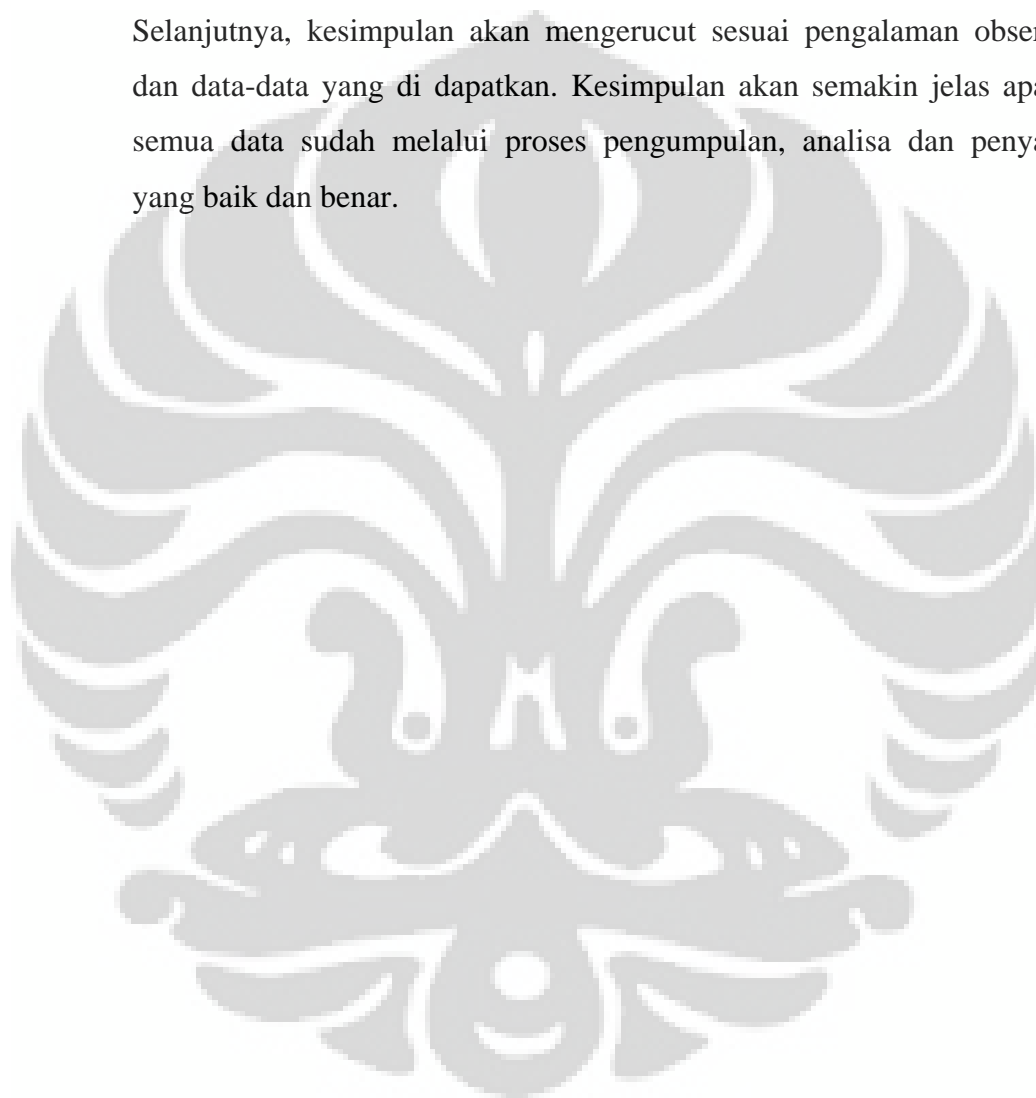 Selanjutnya, kesimpulan akan mengerucut sesuai pengalaman obse
dan data-data yang di dapatkan. Kesimpulan akan semakin jelas apa
semua data sudah melalui proses pengumpulan, analisa dan penya
yang baik dan benar.